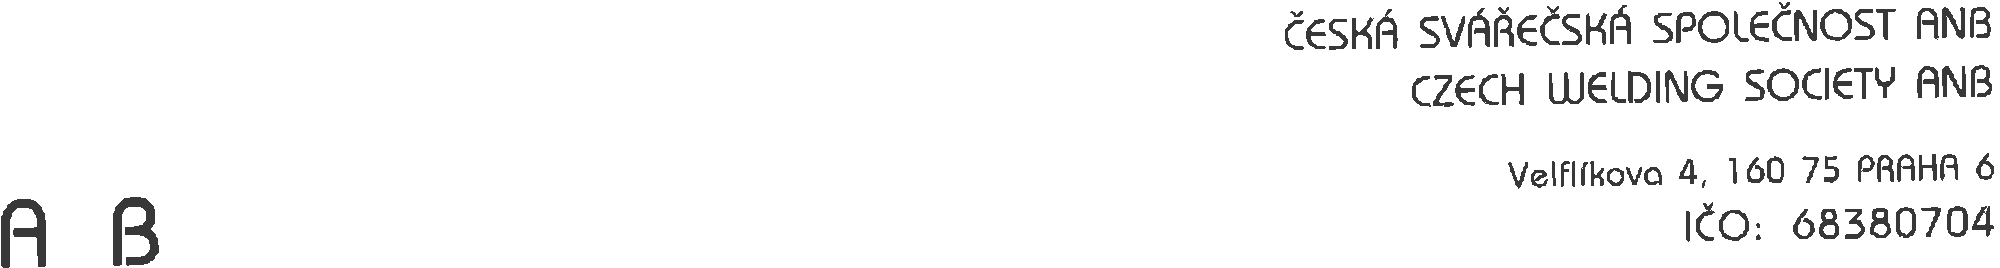 ČESKÁ SVÁŘEČSKÁ SPOLEČNOST ANB
CZECH WELDING SOCIETY ANB
Velflíkova 4, 160 75 PRAHA 6
A B
IČO: 68380704